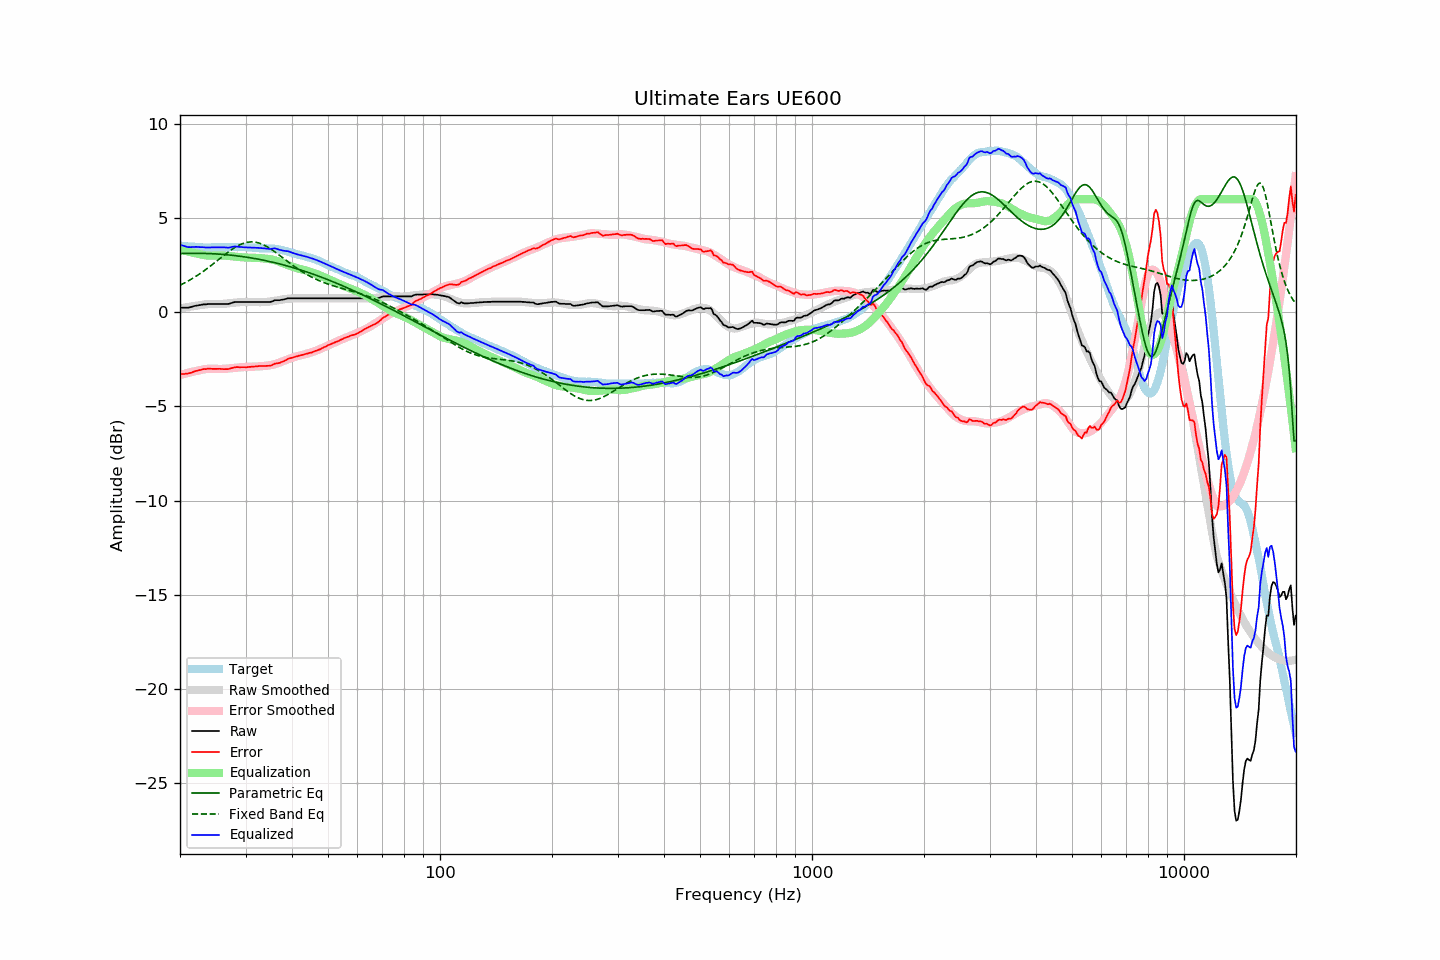 Ultimate Ears UE600
10
5
0
−5
−10
−15
−20
−25
Amplitude (dBr)
Target
Raw Smoothed
Error Smoothed
Raw
Error
Equalization
Parametric Eq
Fixed Band Eq
Equalized
100
1000
10000
Frequency (Hz)